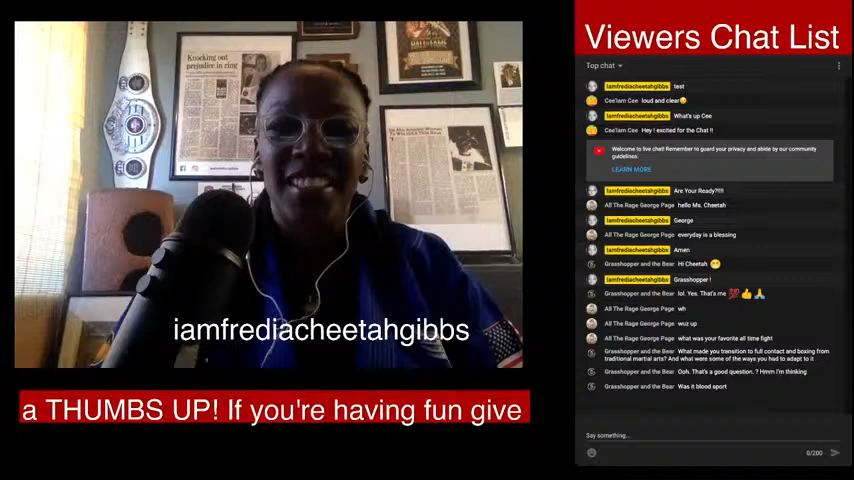 Knocking out
prejudice in ring
HALL OF FAME
iamfrediacheetahgibbs
a THUMBS UP! If you're having fun give
Viewers Chat List
Top chat
Iamfrediacheetahgibbs test
Cee'Iam Cee loud and clear
Iamfrediacheetahgibbs What's up Cee
Cee'Iam Cee Hey ! excited for the Chat !!
Welcome to live chat! Remember to guard your privacy and abide by our community
guidelines.
LEARN MORE
Iamfrediacheetahgibbs Are Your Ready?!!!!
All The Rage George Page hello Ms. Cheetah
Iamfrediacheetahgibbs George
All The Rage George Page everyday is a blessing
Iamfrediacheetahgibbs Amen
Grasshopper and the Bear Hi Cheetah 😁
Iamfrediacheetahgibbs Grasshopper !
Grasshopper and the Bear lol. Yes. That's me 💯👍🙏
All The Rage George Page wh
All The Rage George Page wuz up
All The Rage George Page what was your favorite all time fight
Grasshopper and the Bear What made you transition to full contact and boxing from
traditional martial arts? And what were some of the ways you had to adapt to it
Grasshopper and the Bear Ooh. That's a good question. ? Hmm I'm thinking
Grasshopper and the Bear Was it blood sport
Say something...
0/200